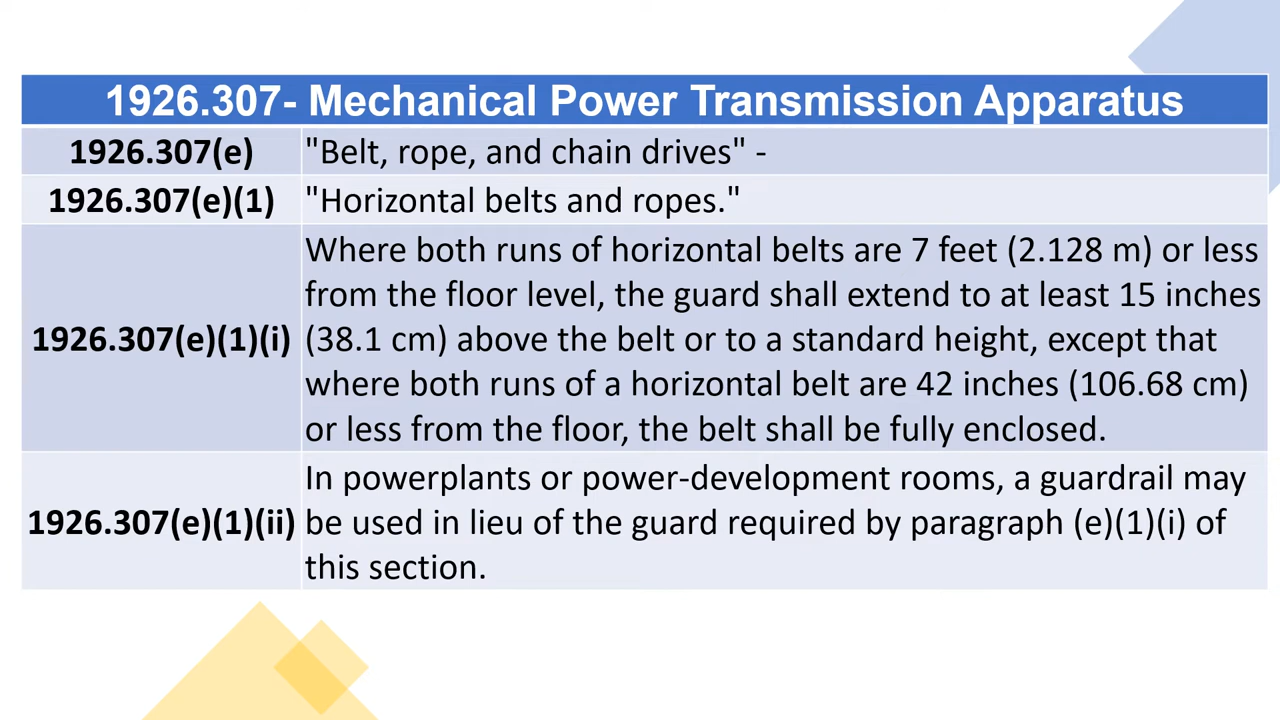 1926.307- Mechanical Power Transmission Apparatus
1926.307(e) "Belt, rope, and chain drives" -
1926.307(e)(1) "Horizontal belts and ropes."
1926.307(e)(1)(i)
Where both runs of horizontal belts are 7 feet (2.128 m) or less
from the floor level, the guard shall extend to at least 15 inches
(38.1 cm) above the belt or to a standard height, except that
where both runs of a horizontal belt are 42 inches (106.68 cm)
or less from the floor, the belt shall be fully enclosed.
1926.307(e)(1)(ii)
In powerplants or power-development rooms, a guardrail may
be used in lieu of the guard required by paragraph (e)(1)(i) of
this section.